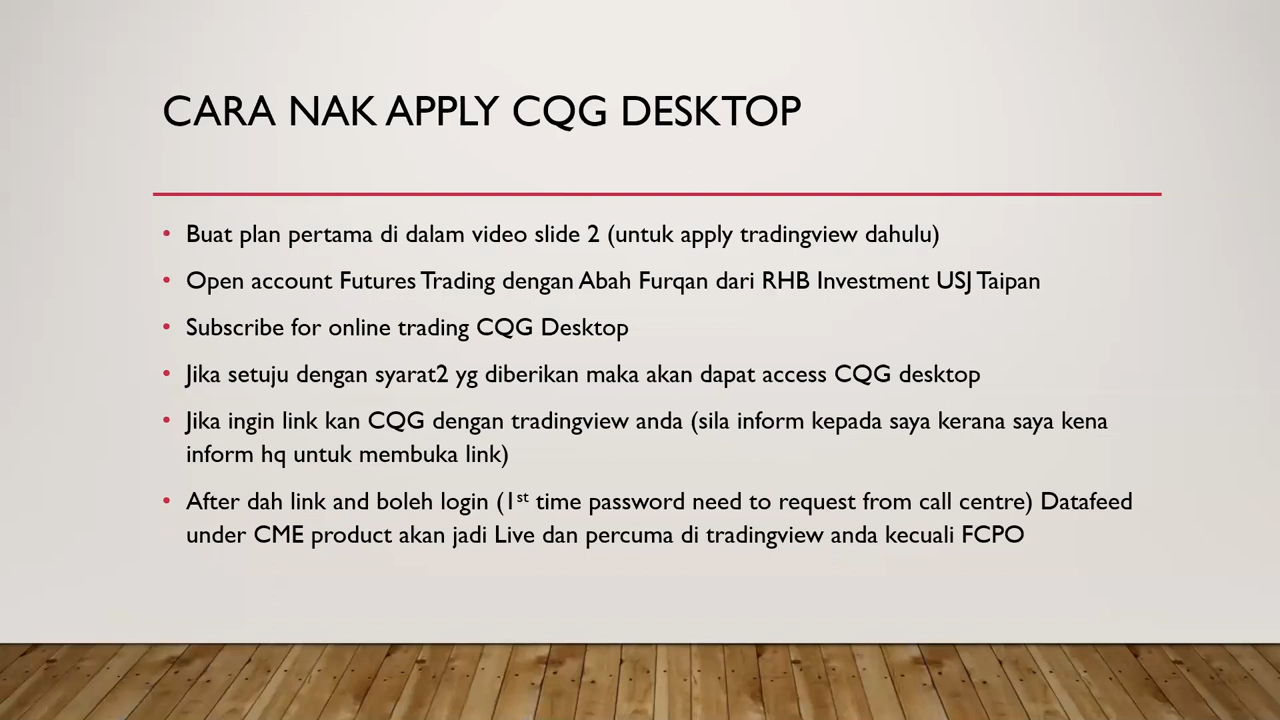 CARA NAK APPLY CQG DESKTOP
• Buat plan pertama di dalam video slide 2 (untuk apply tradingview dahulu)
• Open account Futures Trading dengan Abah Furqan dari RHB Investment USJ Taipan
• Subscribe for online trading CQG Desktop
• Jika setuju dengan syarat2 yg diberikan maka akan dapat access CQG desktop
• Jika ingin link kan CQG dengan tradingview anda (sila inform kepada saya kerana saya kena
inform hq untuk membuka link)
• After dah link and boleh login (1st time password need to request from call centre) Datafeed
under CME product akan jadi Live dan percuma di tradingview anda kecuali FCPO